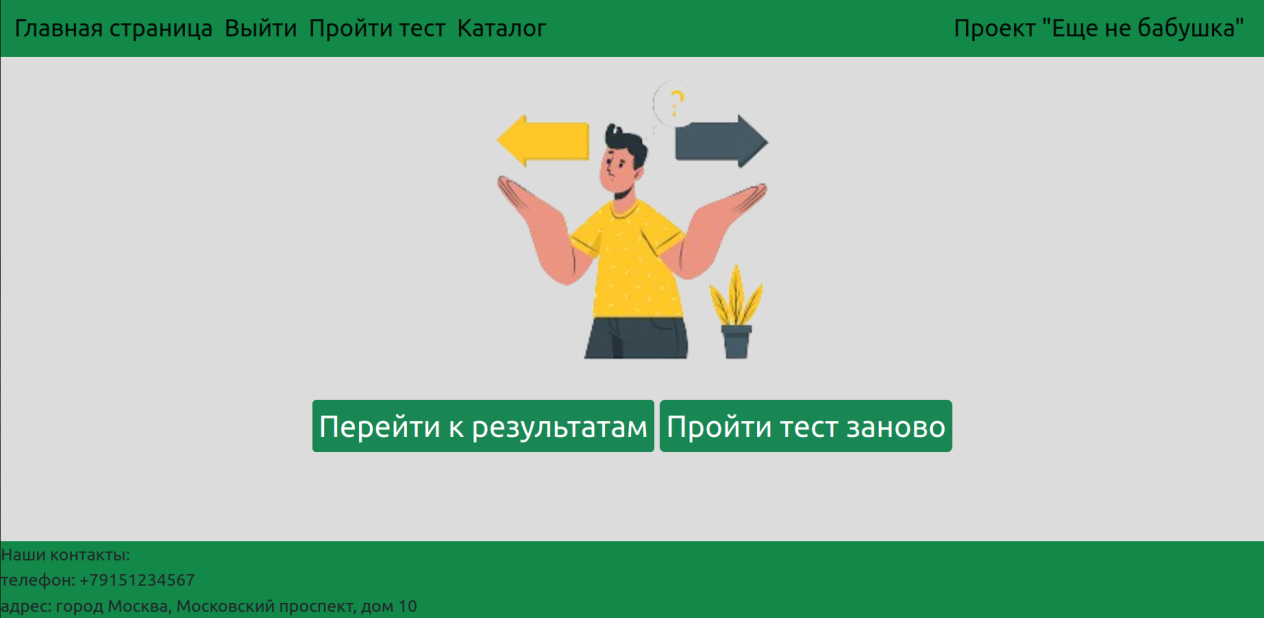 Главная страница Выйти Пройти тест Каталог Проект "Еще не бабушка"
?
Перейти к результатам Пройти тест заново
Наши контакты:
телефон: +79151234567
адрес: город Москва, Московский проспект, дом 10